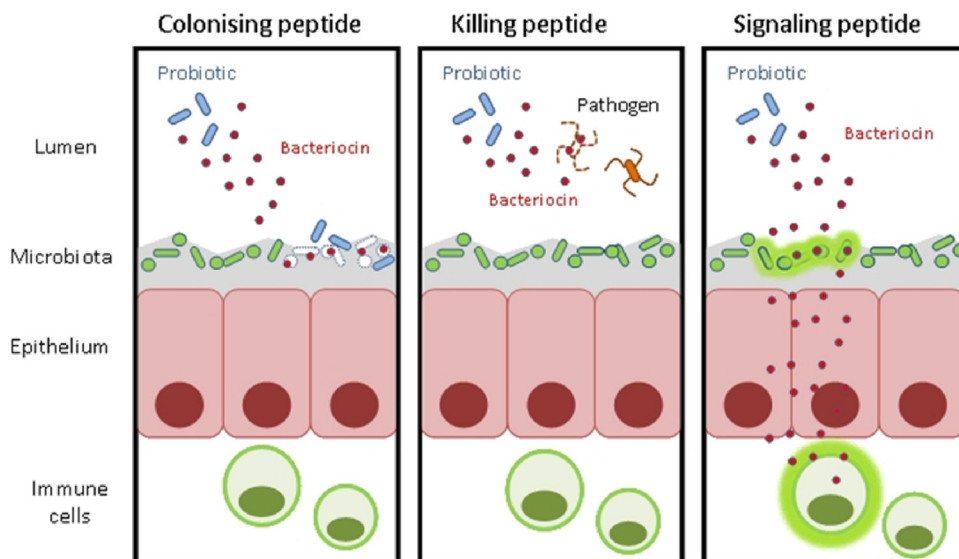 Colonising peptide
Killing peptide
Signaling peptide
Lumen
Probiotic
Bacteriocin
Probiotic
Pathogen
Bacteriocin
Probiotic
Bacteriocin
Microbiota
Epithelium
Immune
cells